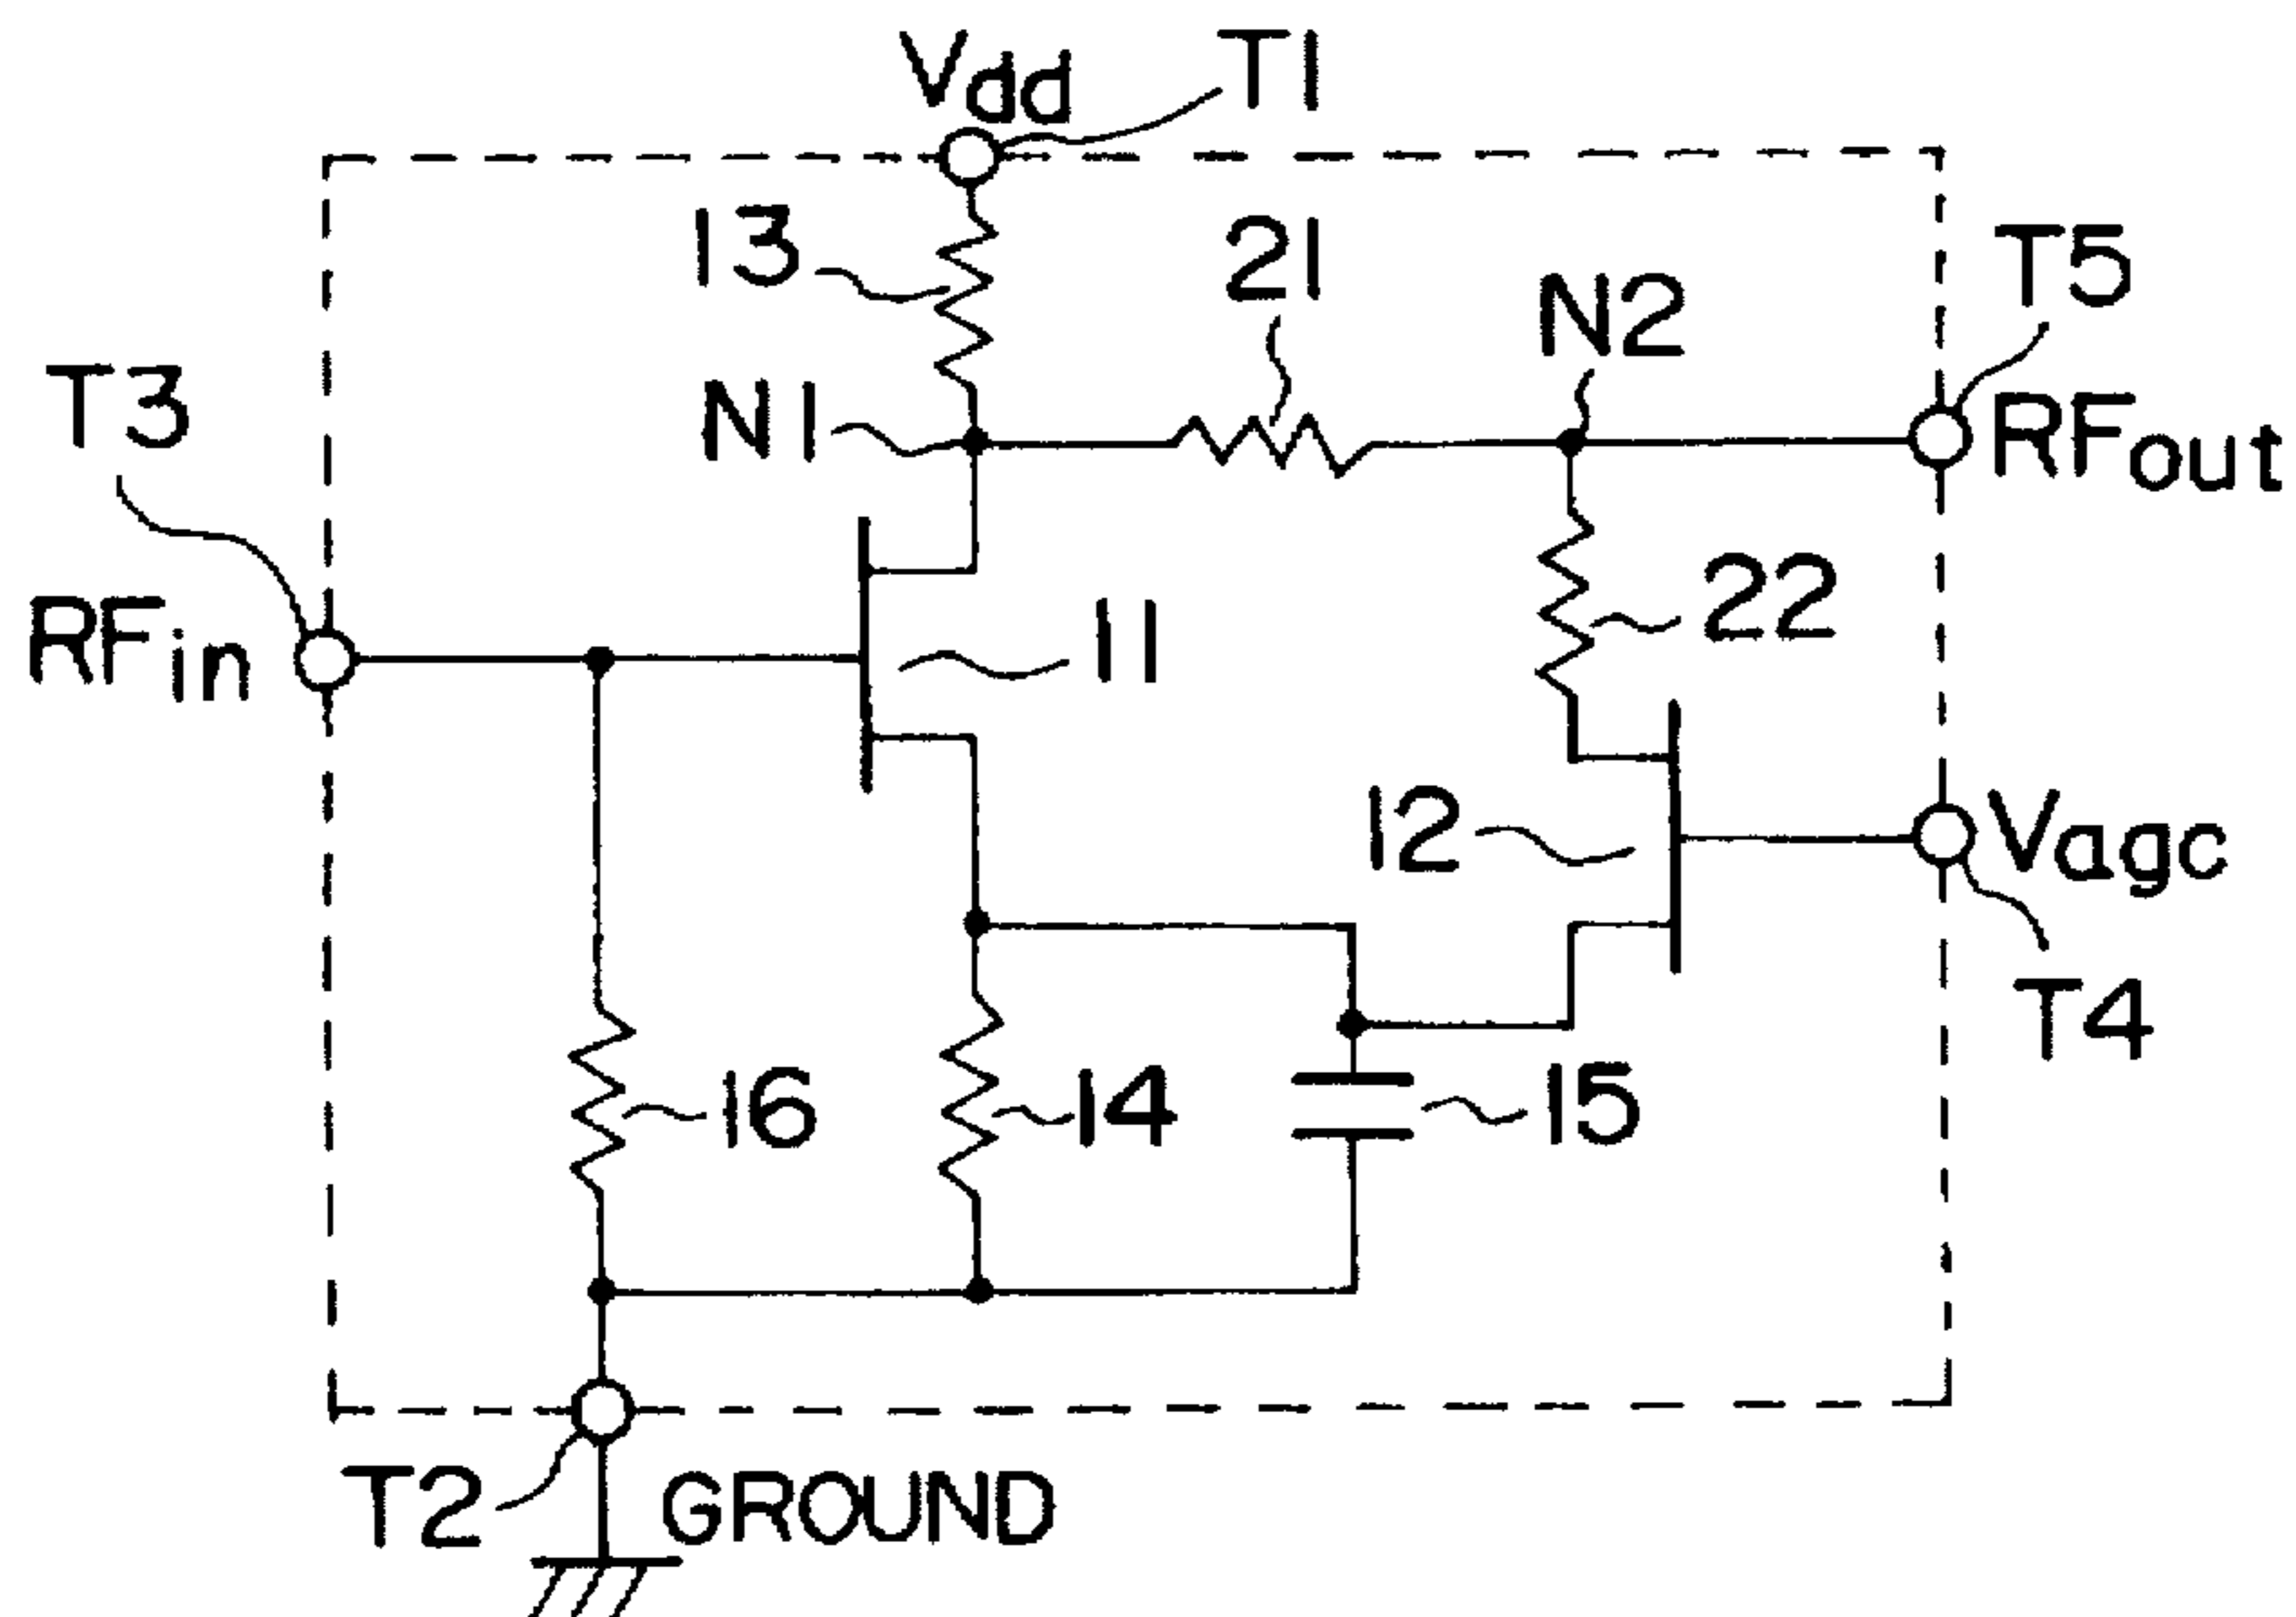 Vdd T1
13
21
N2
T5
T3
N1
RFout
RFin
11
22
12
Vagc
T4
16
14
15
T2
GROUND